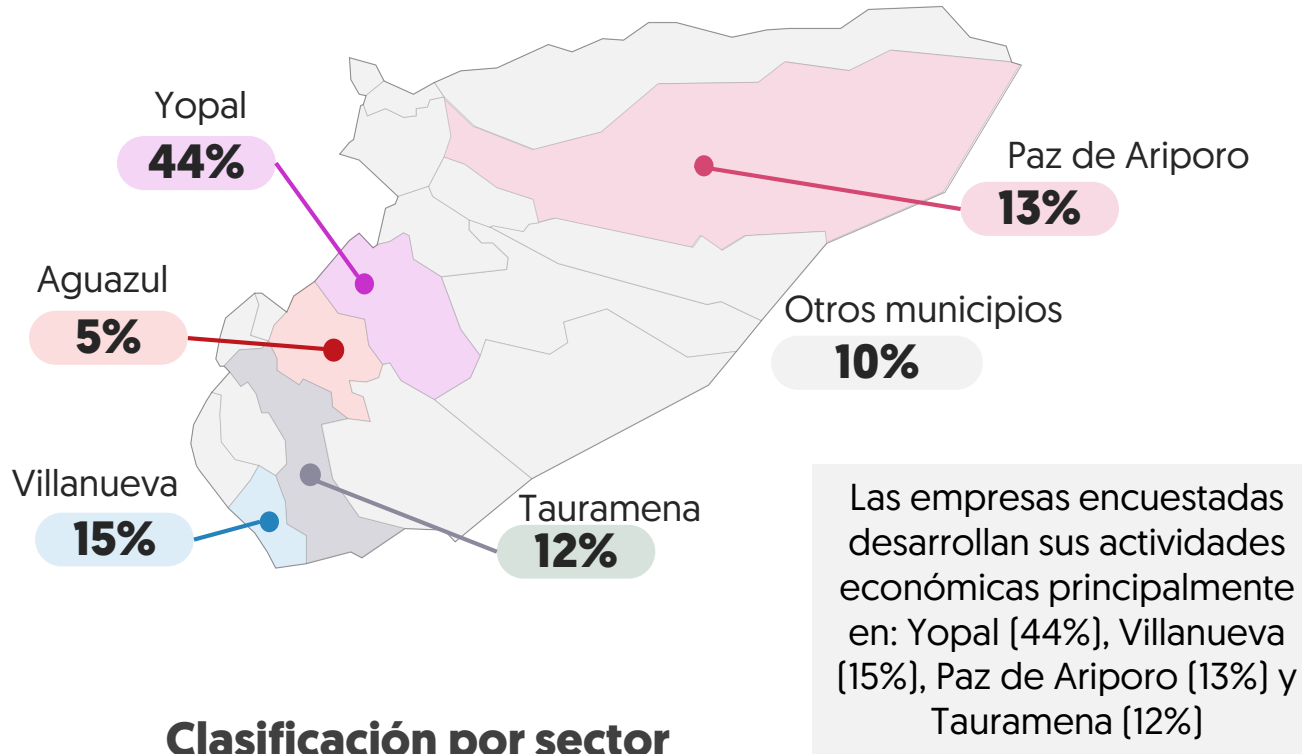 Yopal
44%
Paz de Ariporo
13%
Aguazul
5%
Otros municipios
10%
Villanueva
15%
Tauramena
12%
Las empresas encuestadas
desarrollan sus actividades
económicas principalmente
en: Yopal (44%), Villanueva
(15%), Paz de Ariporo (13%) y
Tauramena (12%)
Clasificación por sector